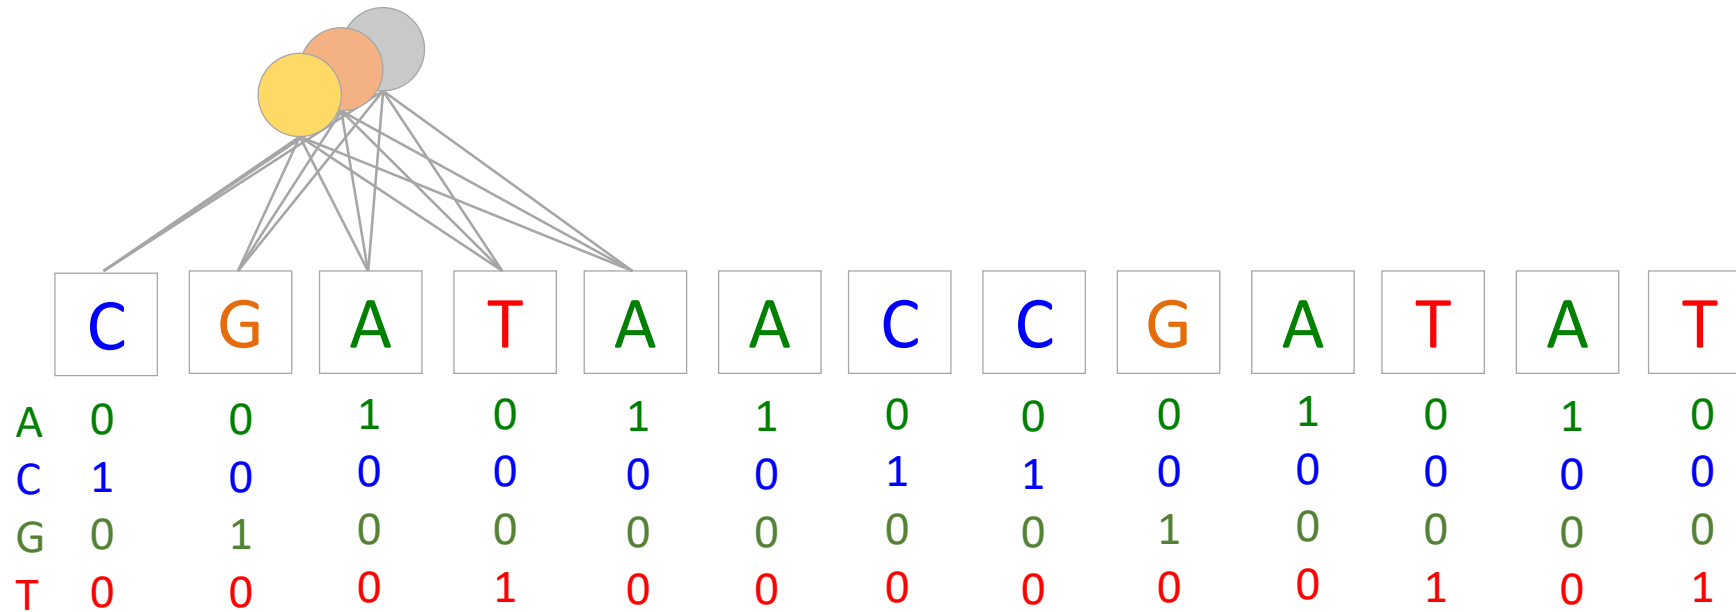 C G A T A A C C G A T A T
A 0 0 1 0 1 1 0 0 0 1 0 1 0
C 1 0 0 0 0 0 1 1 0 0 0 0 0
G 0 1 0 0 0 0 0 0 1 0 0 0 0
T 0 0 0 1 0 0 0 0 0 0 1 0 1